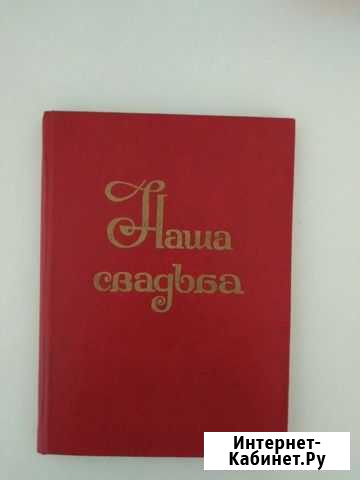 Наша
свадьба
Интернет-
Кабинет.Ру